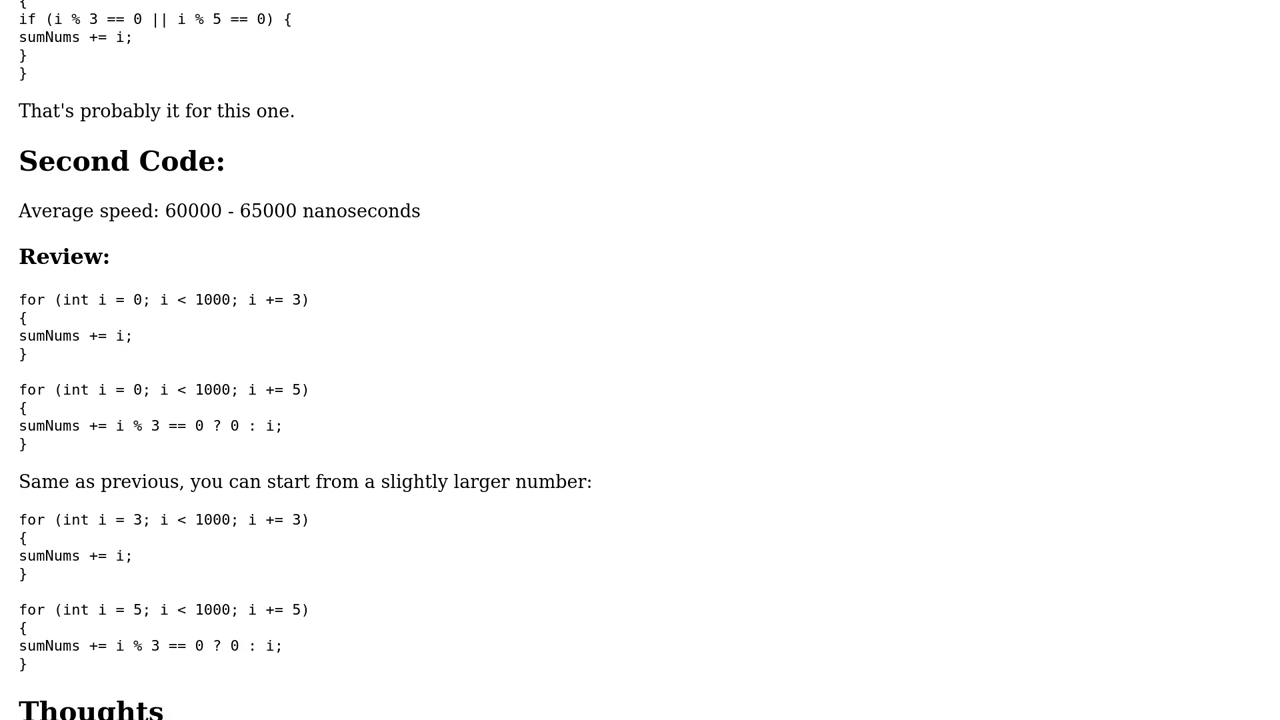 {
if (i % 3 == 0 || i % 5 == 0) {
sumNums += i;
}
}
That's probably it for this one.
Second Code:
Average speed: 60000 - 65000 nanoseconds
Review:
for (int i = 0; i < 1000; i += 3)
{
sumNums += i;
}
for (int i = 0; i < 1000; i += 5)
{
sumNums += i % 3 == 0 ? 0 : i;
}
Same as previous, you can start from a slightly larger number:
for (int i = 3; i < 1000; i += 3)
{
sumNums += i;
}
for (int i = 5; i < 1000; i += 5)
{
sumNums += i % 3 == 0 ? 0 : i;
}
Thoughts